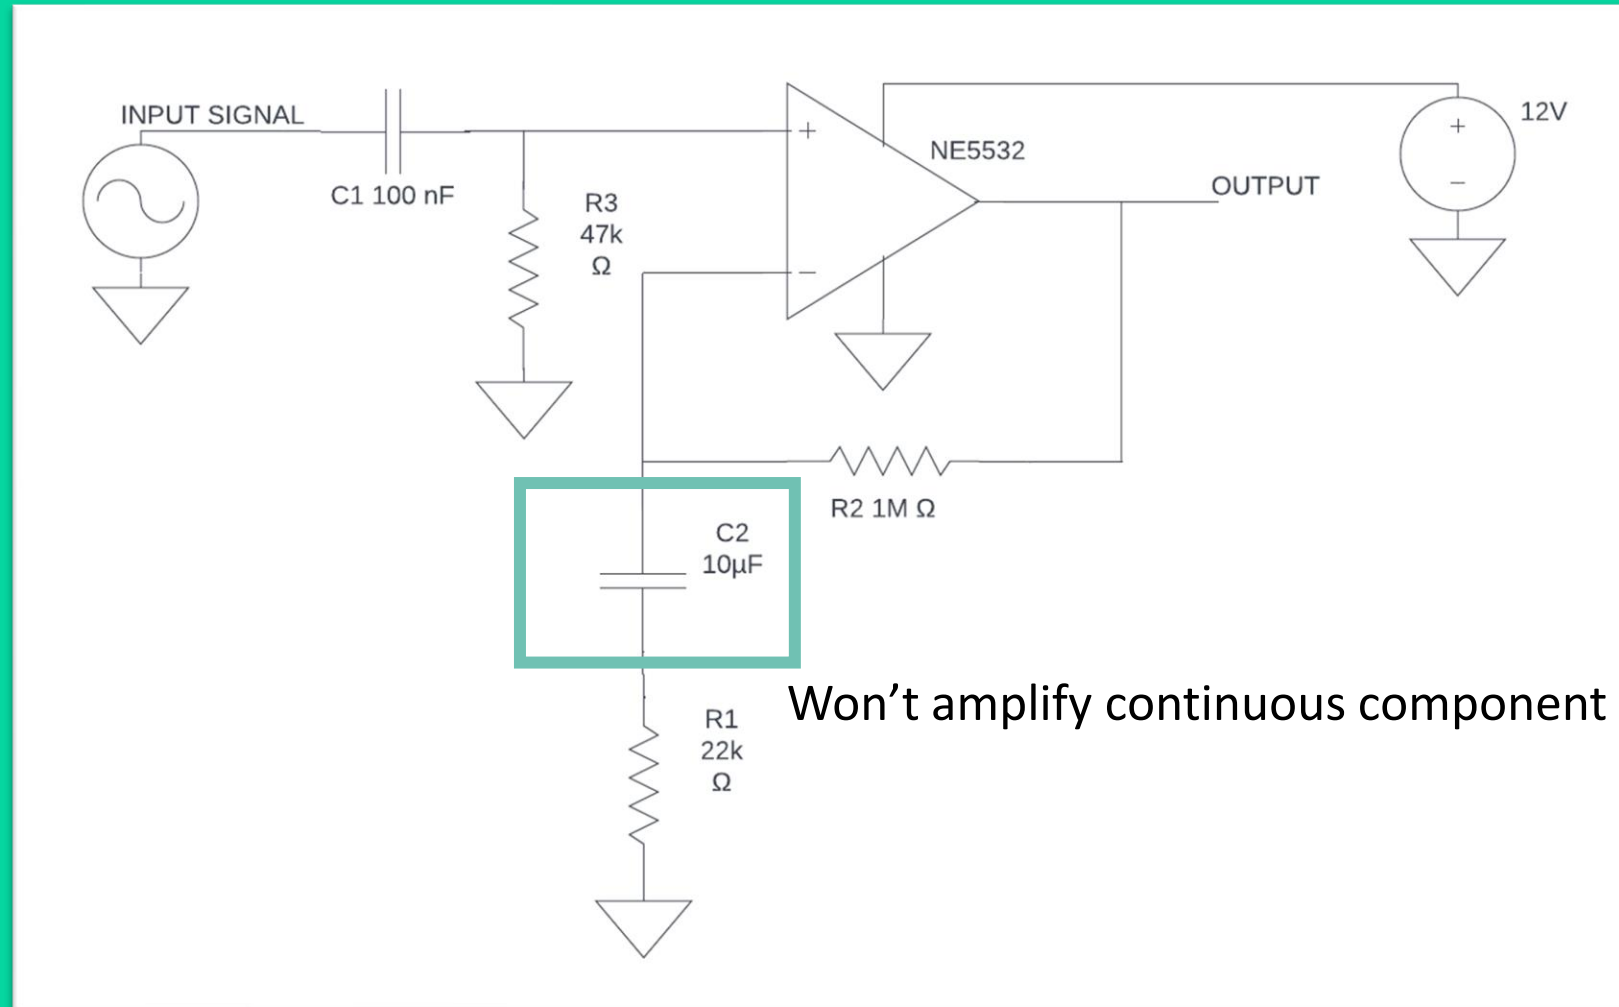 INPUT SIGNAL
C1 100 nF
R3
47k
Ω
+
−
NE5532
OUTPUT
12V
+
−
R2 1M Ω
C2
10µF
Won’t amplify continuous component
R1
22k
Ω